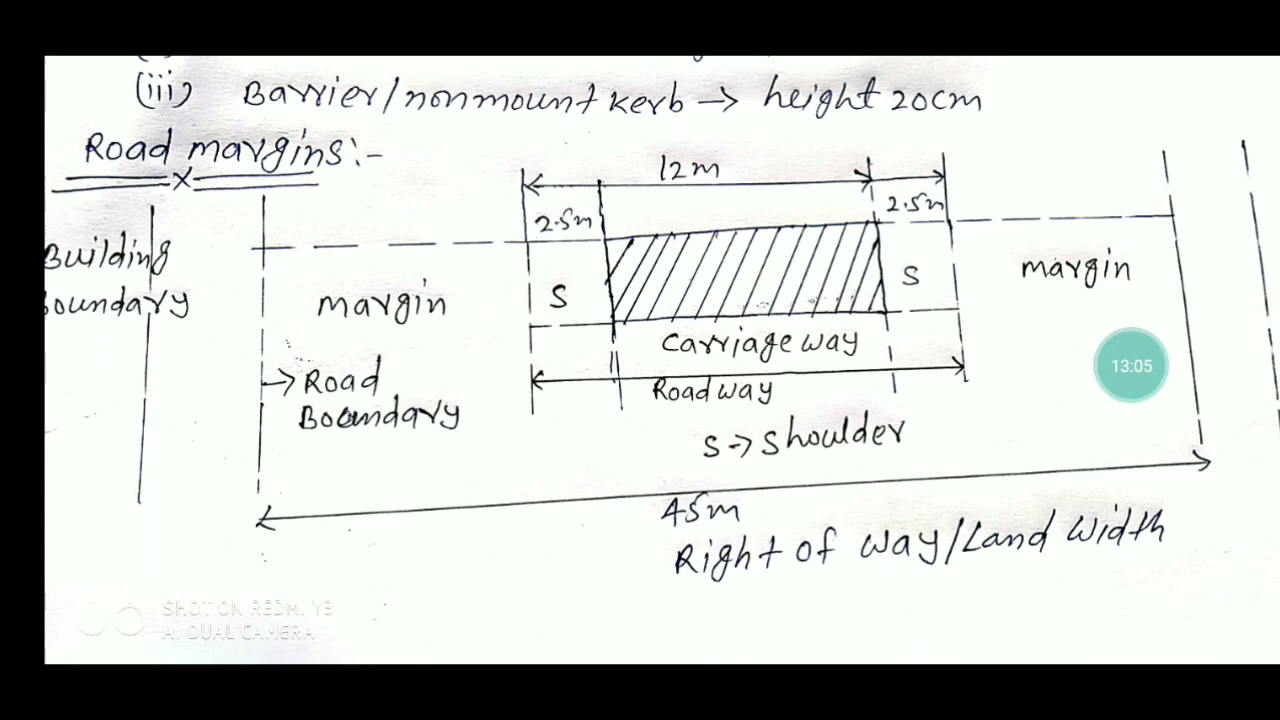 (iii) Barrier/nonmount kerb → height 20cm
Road margins:-
12m
2.5m
2.5m
Building
boundary
margin
S
S
margin
Carriage way
→ Road
Boundary
Roadway
S → Shoulder
45m
Right of way/Land width
13:05
SHOT ON REDMI Y3
AI DUAL CAMERA